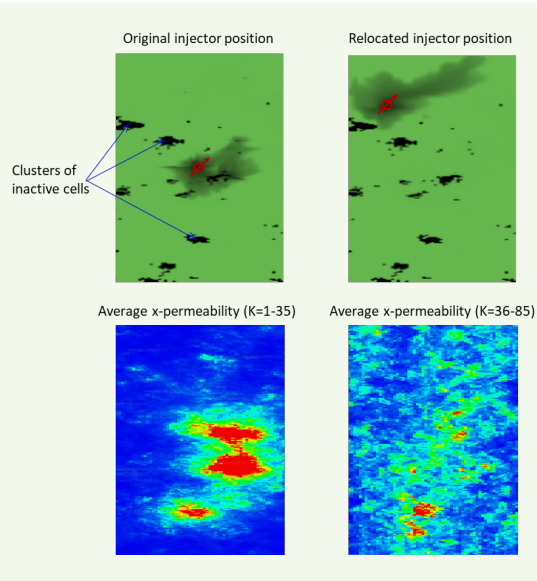 Original injector position
Relocated injector position
Clusters of
inactive cells
Average x-permeability (K=1-35)
Average x-permeability (K=36-85)